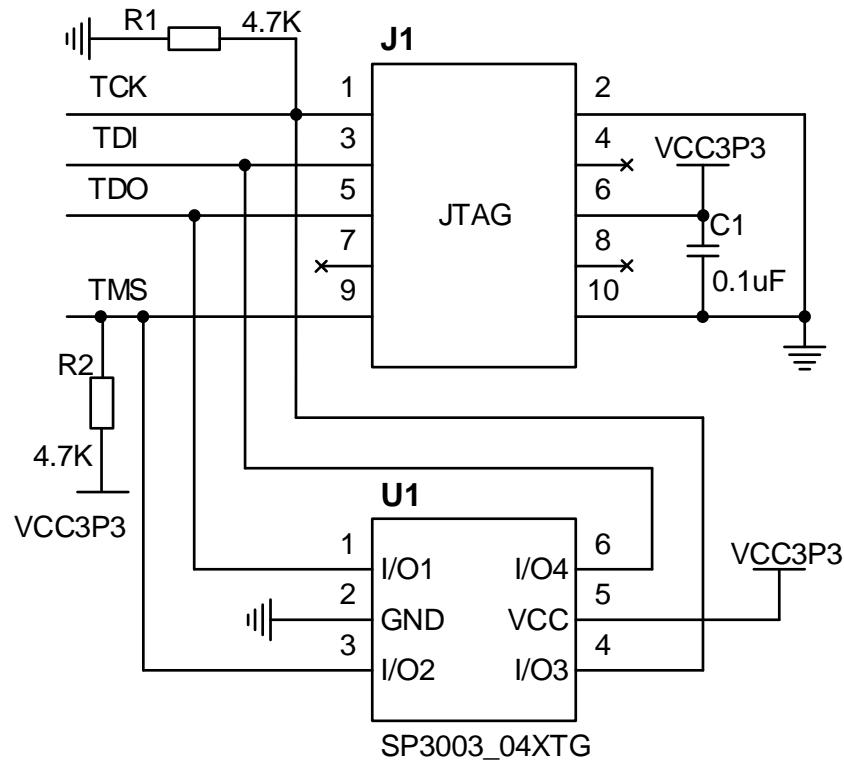 R1 4.7K
J1
TCK 1 2
TDI 3 4 VCC3P3
TDO 5 6
JTAG
C1
7 8
0.1uF
TMS 9 10
R2
4.7K
VCC3P3
U1
1 I/O1 I/O4 6
VCC3P3
2 GND VCC 5
3 I/O2 I/O3 4
SP3003_04XTG